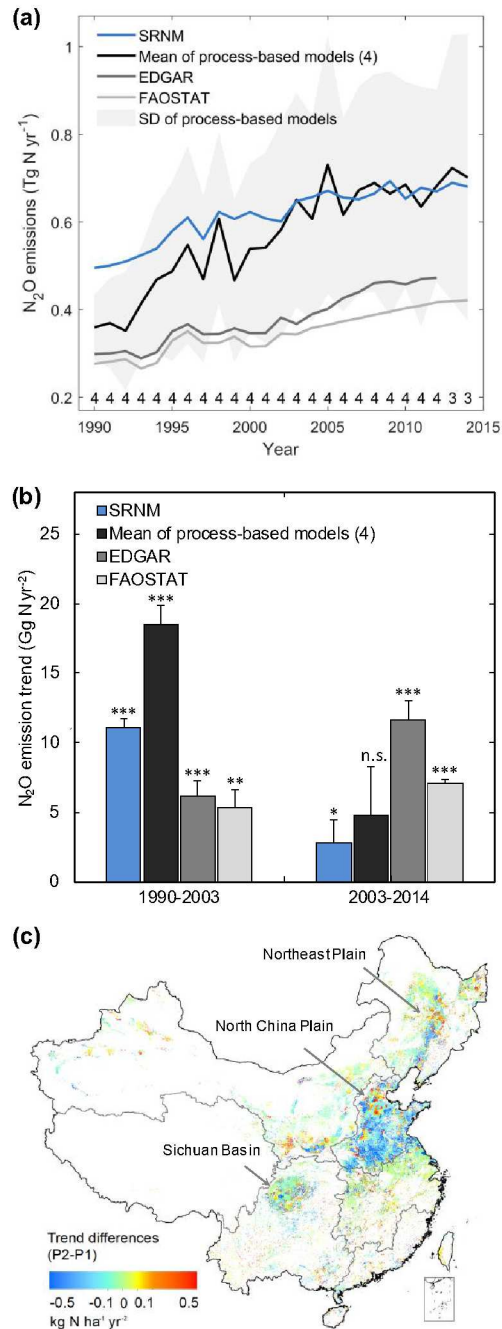 (a)
SRNM
Mean of process-based models (4)
EDGAR
FAOSTAT
SD of process-based models
N₂O emissions (Tg N yr⁻¹)
1
0.8
0.6
0.4
0.2
4 4 4 4 4 4 4 4 4 4 4 4 4 4 4 4 4 4 4 4 4 4 4 3 3
1990 1995 2000 2005 2010 2015
Year
(b)
SRNM
Mean of process-based models (4)
EDGAR
FAOSTAT
N₂O emission trend (Gg N yr⁻²)
25
20
15
10
5
0
*** *** *** **
* n.s. *** ***
1990-2003 2003-2014
(c)
Northeast Plain
North China Plain
Sichuan Basin
Trend differences
(P2-P1)
-0.5 -0.1 0 0.1 0.5
kg N ha⁻¹ yr⁻²